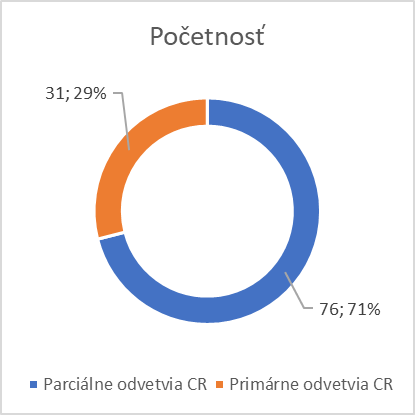 Početnosť
31; 29%
76; 71%
Parciálne odvetvia CR Primárne odvetvia CR